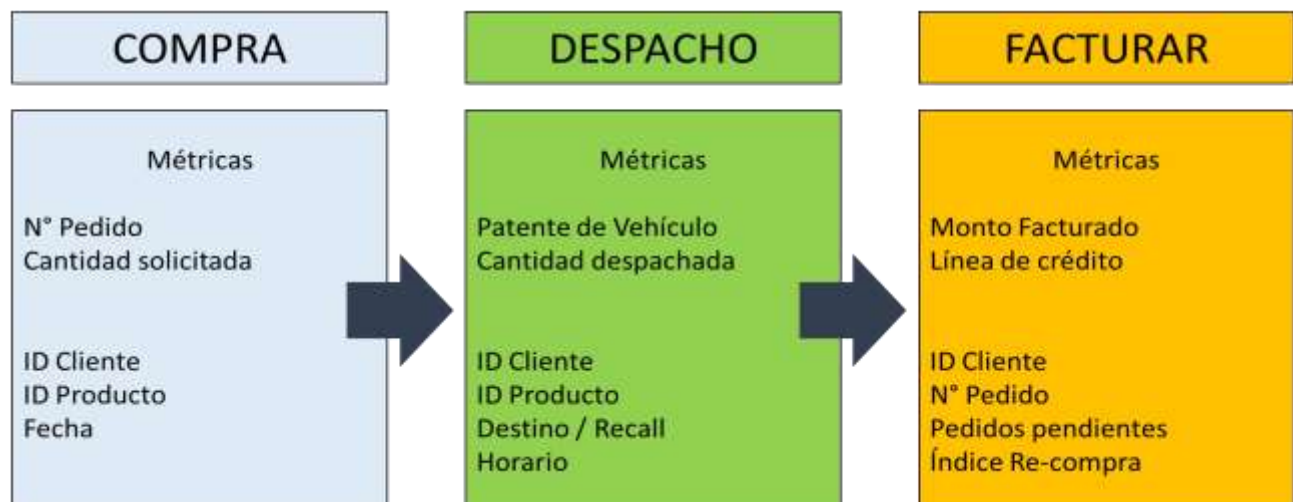 COMPRA
Métricas
N° Pedido
Cantidad solicitada
ID Cliente
ID Producto
Fecha
DESPACHO
Métricas
Patente de Vehículo
Cantidad despachada
ID Cliente
ID Producto
Destino / Recall
Horario
FACTURAR
Métricas
Monto Facturado
Línea de crédito
ID Cliente
N° Pedido
Pedidos pendientes
Índice Re-compra